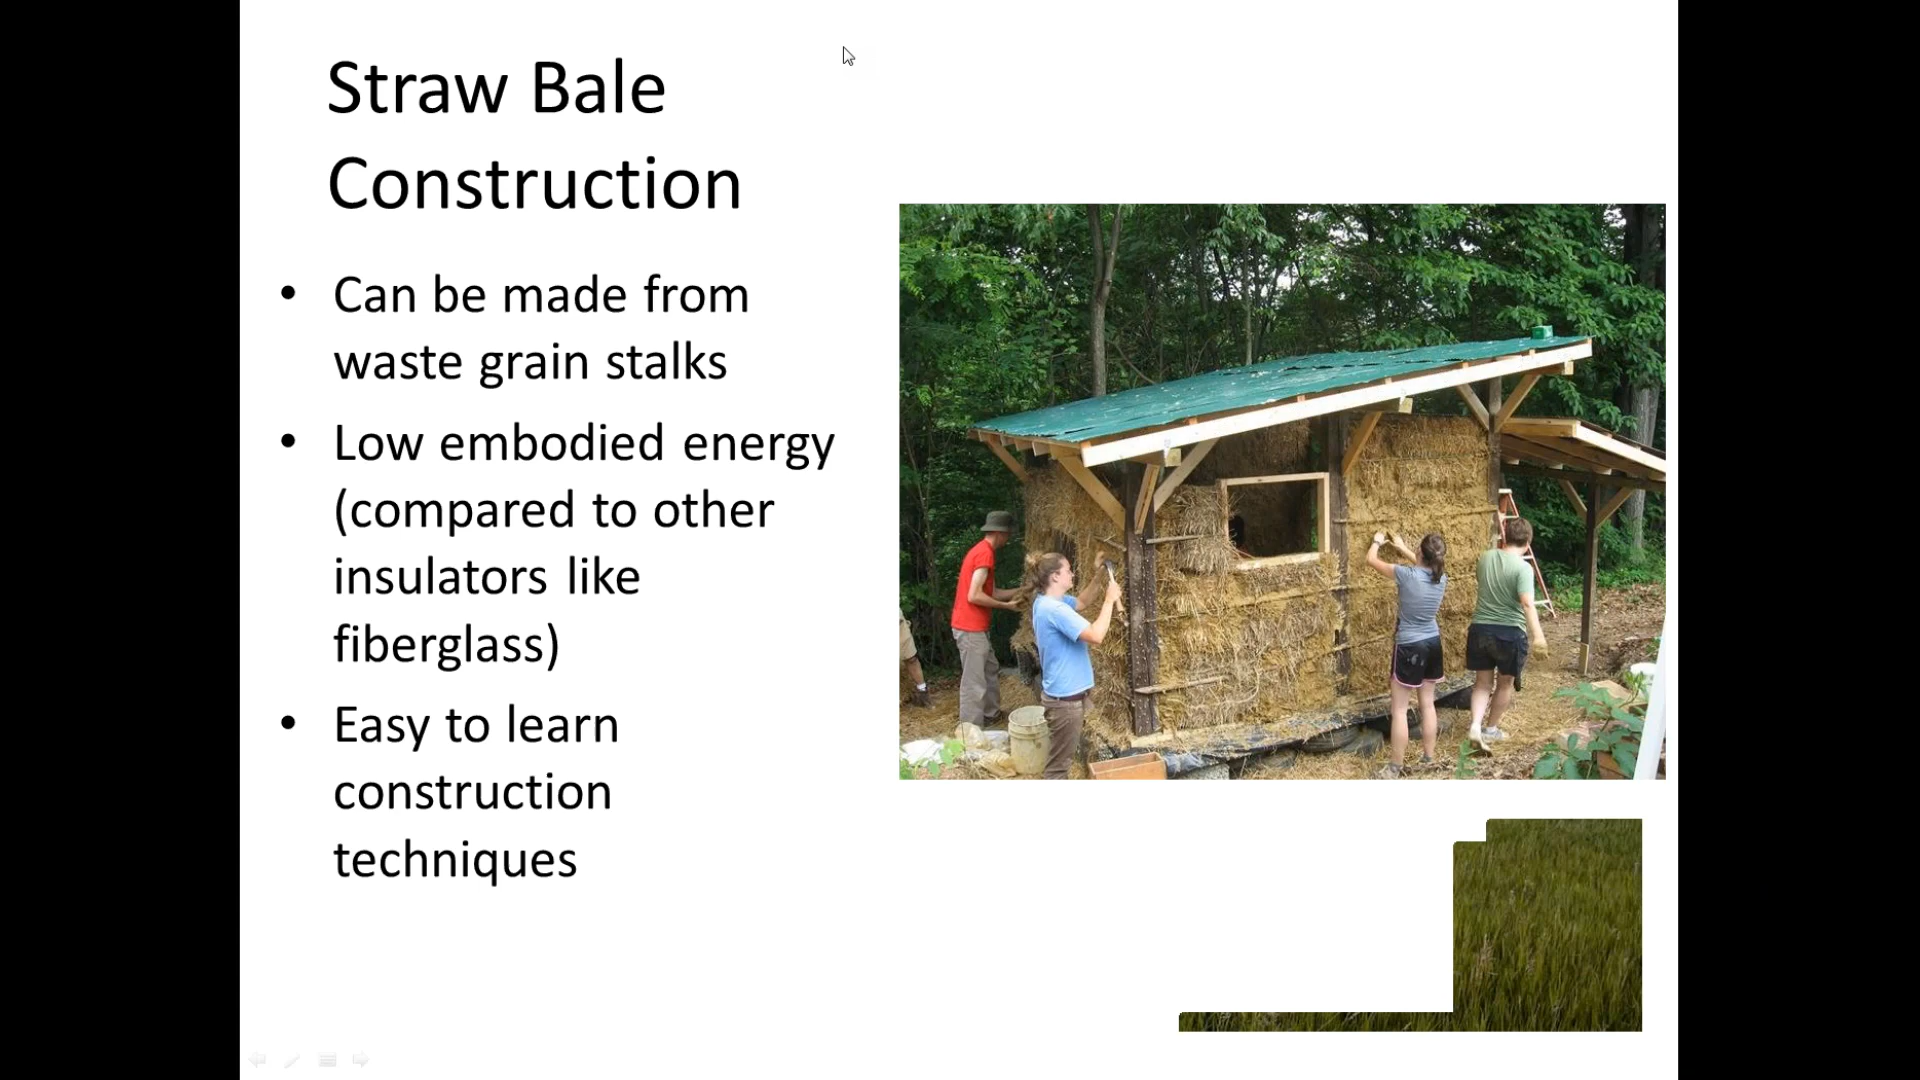 Straw Bale
Construction
• Can be made from
waste grain stalks
• Low embodied energy
(compared to other
insulators like
fiberglass)
• Easy to learn
construction
techniques